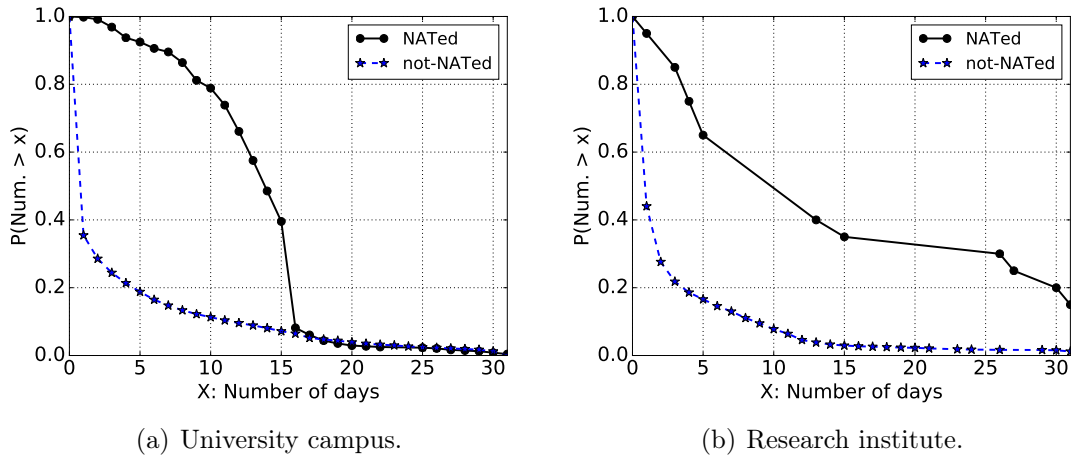 1.0
0.8
0.6
0.4
0.2
0.0
P(Num. > x)
0 5 10 15 20 25 30
X: Number of days
NATed
not-NATed
(a) University campus.
1.0
0.8
0.6
0.4
0.2
0.0
P(Num. > x)
0 5 10 15 20 25 30
X: Number of days
NATed
not-NATed
(b) Research institute.